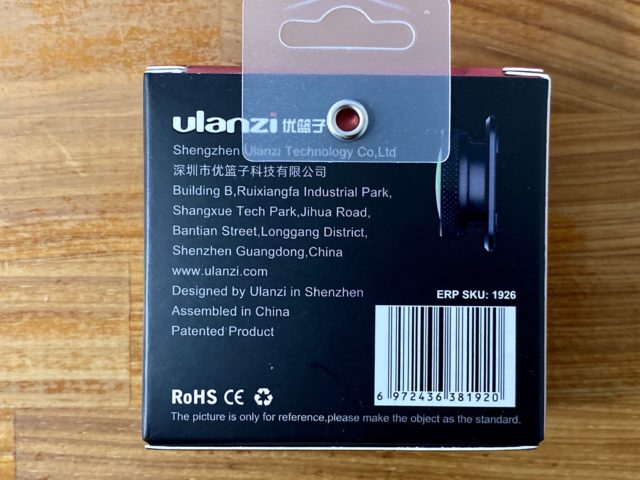 ulanzi 优篮子
Shengzhen Ulanzi Technology Co,Ltd
深圳市优篮子科技有限公司
Building B,Ruixiangfa Industrial Park,
Shangxue Tech Park,Jihua Road,
Bantian Street,Longgang District,
Shenzhen Guangdong,China
www.ulanzi.com
Designed by Ulanzi in Shenzhen
Assembled in China
Patented Product
ERP SKU: 1926
6 972436 381920
RoHS CE
The picture is only for reference,please make the object as the standard.